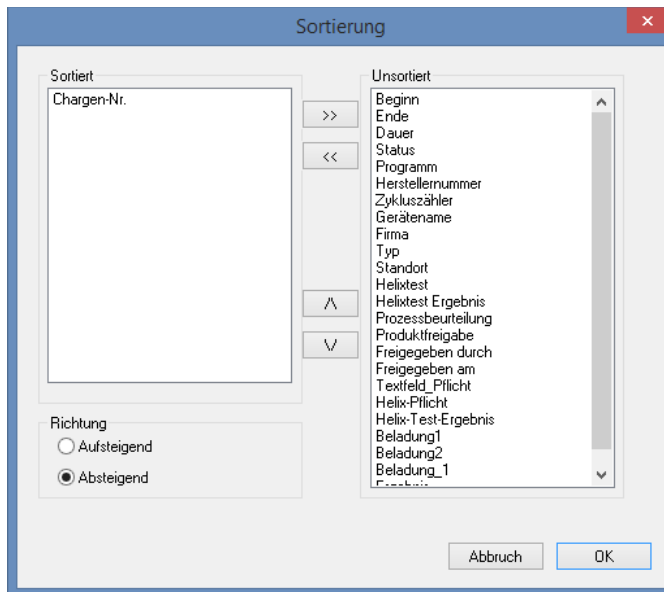 Sortierung
Sortiert
Chargen-Nr.
>>
<<
/\
\/
Unsortiert
Beginn
Ende
Dauer
Status
Programm
Herstellernummer
Zykluszähler
Gerätename
Firma
Typ
Standort
Helixtest
Helixtest Ergebnis
Prozessbeurteilung
Produktfreigabe
Freigegeben durch
Freigegeben am
Textfeld_Pflicht
Helix-Pflicht
Helix-Test-Ergebnis
Beladung1
Beladung2
Beladung_1
Richtung
Aufsteigend
Absteigend
Abbruch
OK